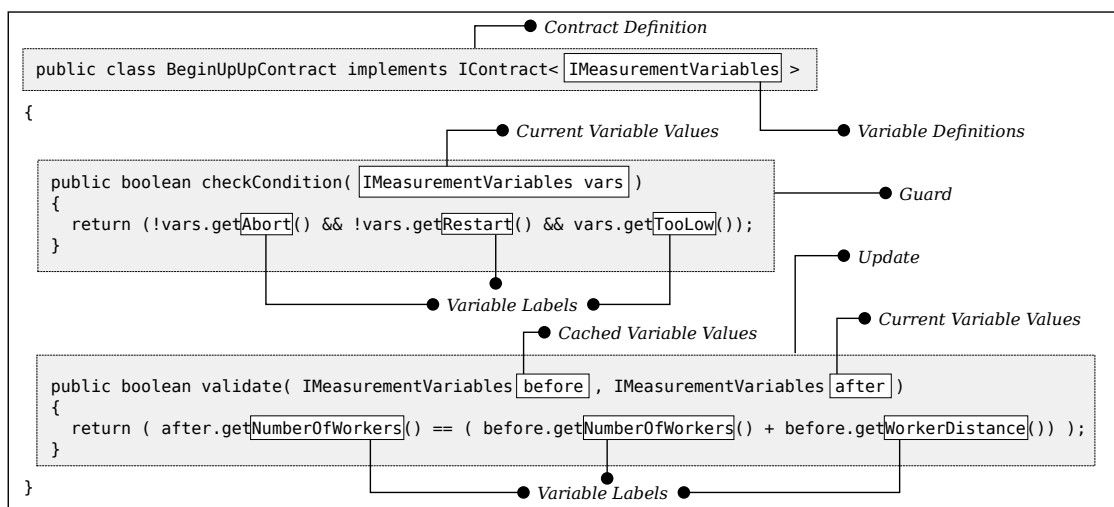 Contract Definition
public class BeginUpUpContract implements IContract< IMeasurementVariables >
{
Current Variable Values
Variable Definitions
public boolean checkCondition( IMeasurementVariables vars )
Guard
{
return (!vars.getAbort() && !vars.getRestart() && vars.getTooLow());
}
Update
Variable Labels
Cached Variable Values
Current Variable Values
public boolean validate( IMeasurementVariables before , IMeasurementVariables after )
{
return ( after.getNumberOfWorkers() == ( before.getNumberOfWorkers() + before.getWorkerDistance()) );
}
Variable Labels
}